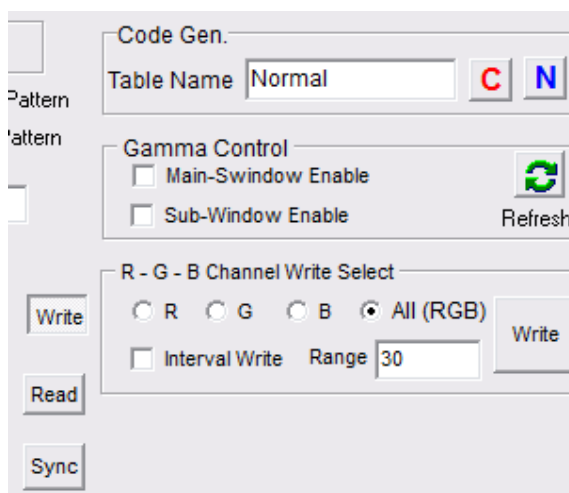 Code Gen.
Table Name Normal C N
Pattern
Pattern
Gamma Control
Main-Swindow Enable
Sub-Window Enable
Refresh
R - G - B Channel Write Select
R G B All (RGB)
Write
Interval Write Range 30
Write
Read
Sync